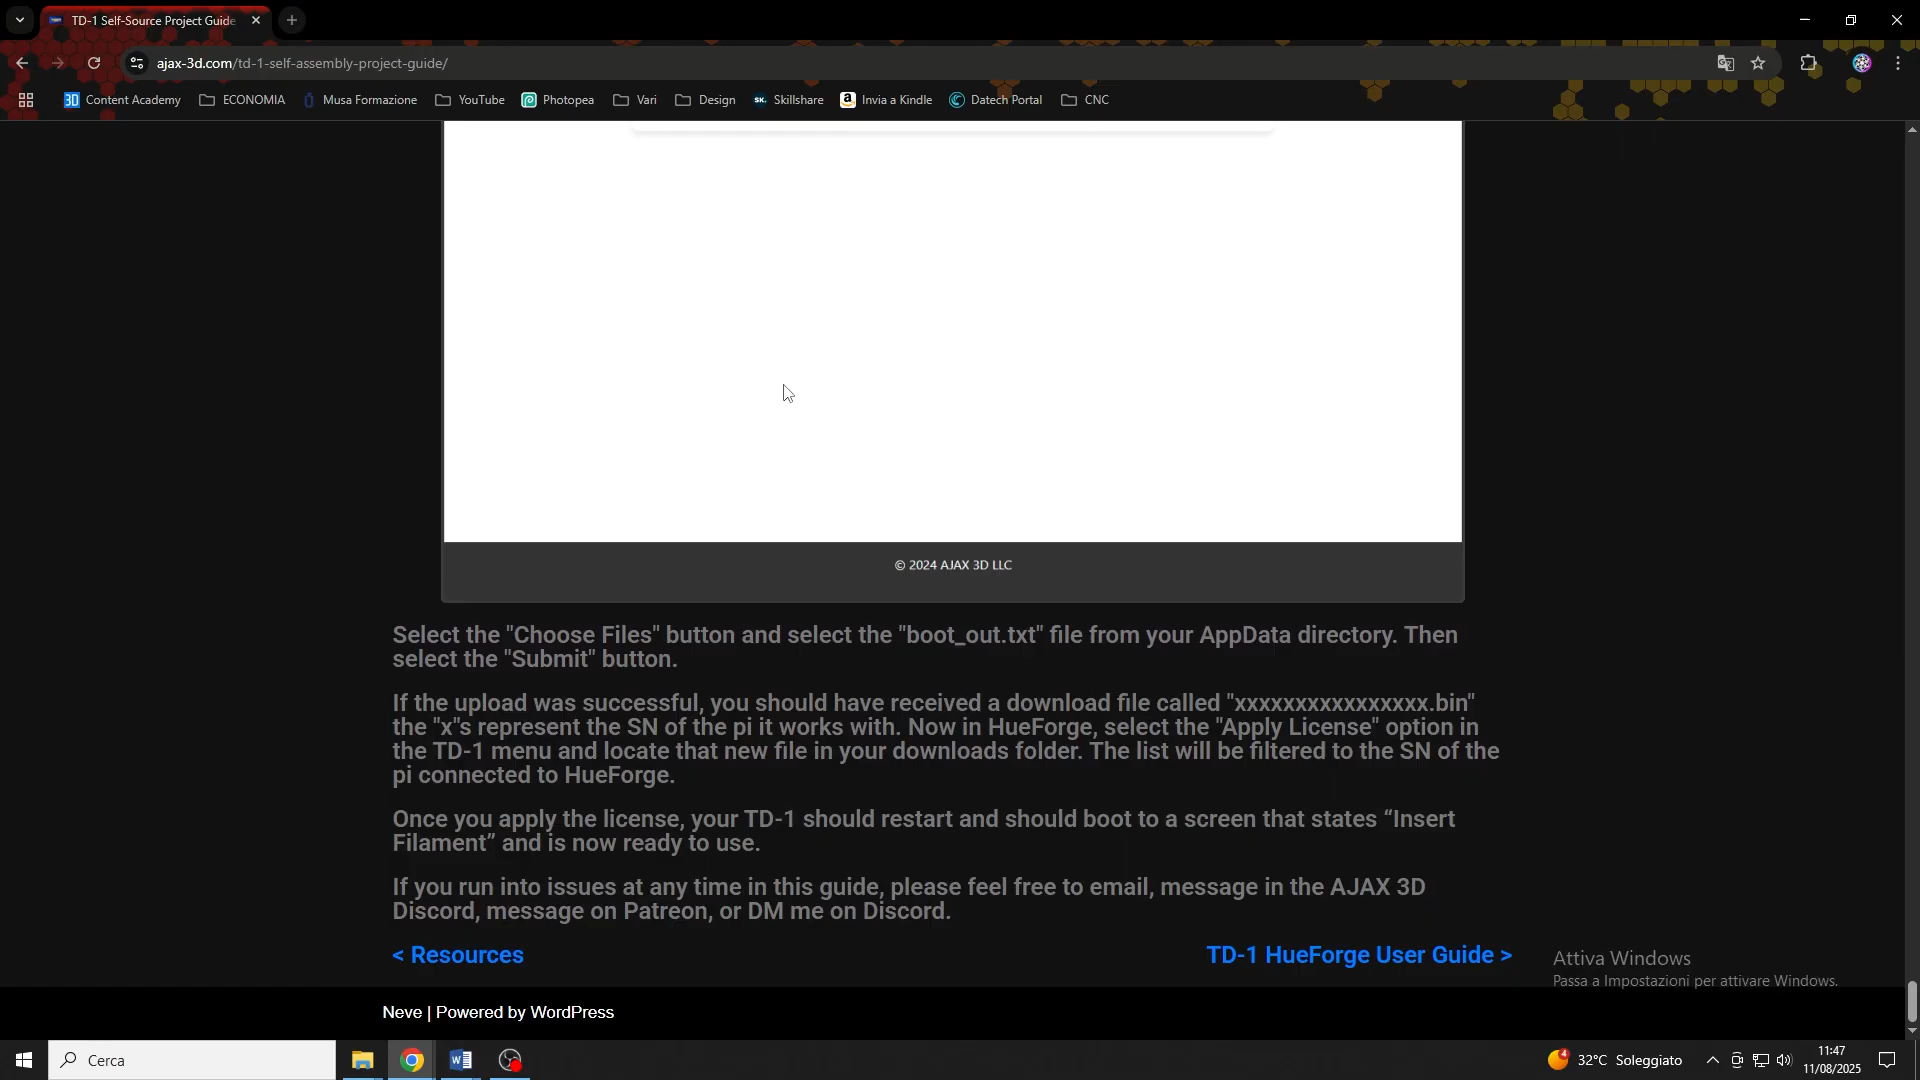 TD-1 Self-Source Project Guide
ajax-3d.com/td-1-self-assembly-project-guide/
Content Academy
ECONOMIA
Musa Formazione
YouTube
Photopea
Vari
Design
SK.
Skillshare
Invia a Kindle
Datech Portal
CNC
© 2024 AJAX 3D LLC
Select the "Choose Files" button and select the "boot_out.txt" file from your AppData directory. Then
select the "Submit" button.
If the upload was successful, you should have received a download file called "xxxxxxxxxxxxxxxx.bin"
the "x"s represent the SN of the pi it works with. Now in HueForge, select the "Apply License" option in
the TD-1 menu and locate that new file in your downloads folder. The list will be filtered to the SN of the
pi connected to HueForge.
Once you apply the license, your TD-1 should restart and should boot to a screen that states “Insert
Filament” and is now ready to use.
If you run into issues at any time in this guide, please feel free to email, message in the AJAX 3D
Discord, message on Patreon, or DM me on Discord.
< Resources
TD-1 HueForge User Guide >
Attiva Windows
Passa a Impostazioni per attivare Windows.
Neve | Powered by WordPress
Cerca
4
32°C Soleggiato
11:47
11/08/2025